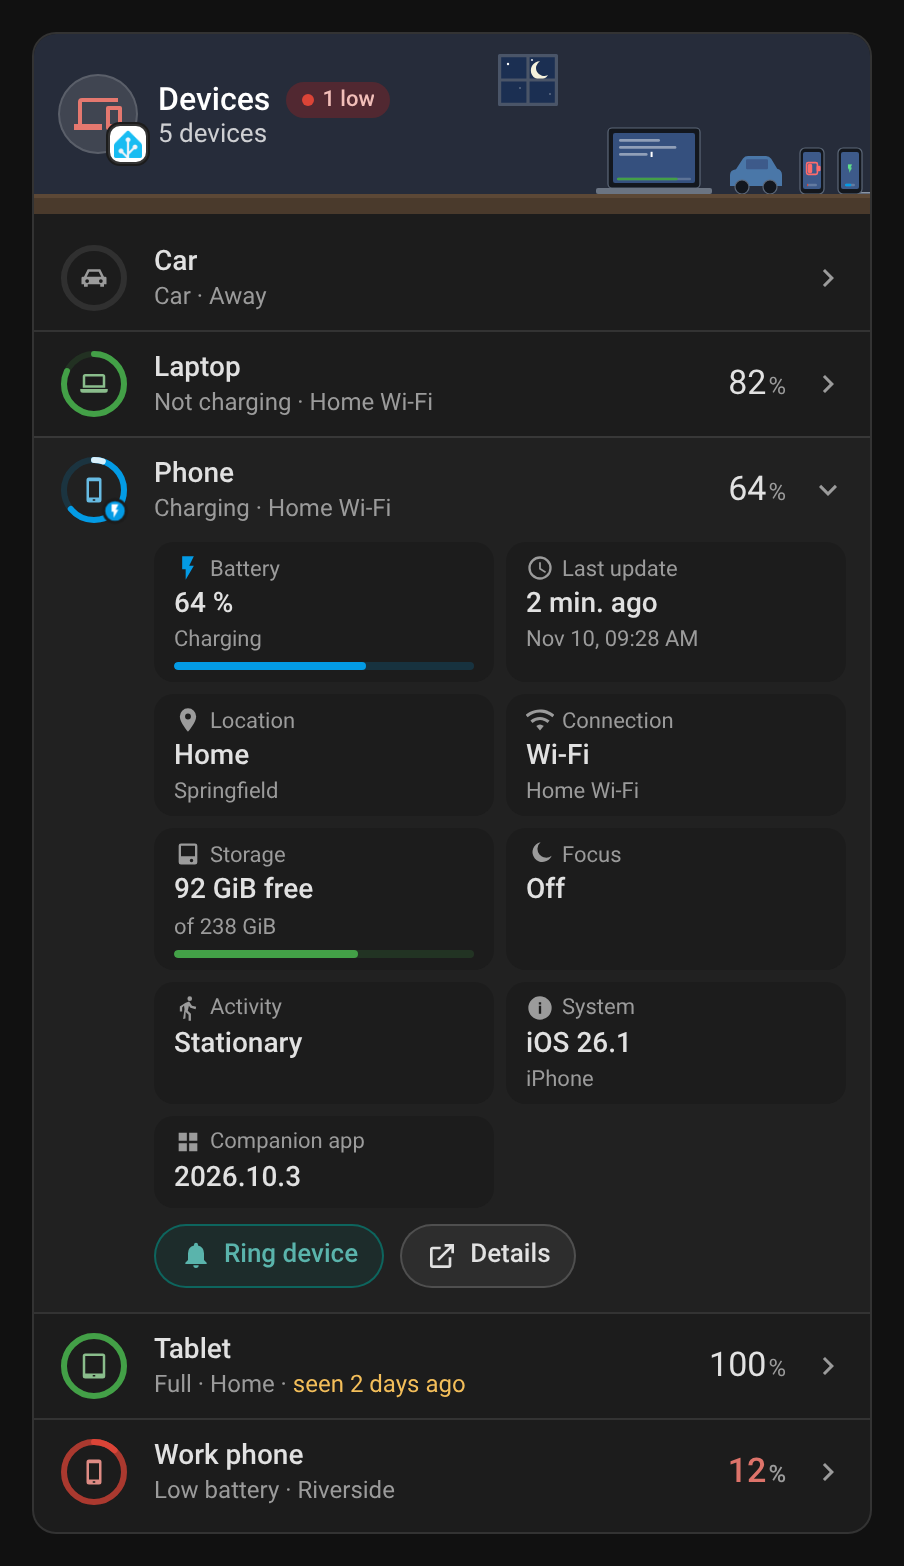 Devices
1 low
5 devices
Car
Car · Away
Laptop
Not charging · Home Wi-Fi
82%
Phone
Charging · Home Wi-Fi
64%
Battery
64 %
Charging
Last update
2 min. ago
Nov 10, 09:28 AM
Location
Home
Springfield
Connection
Wi-Fi
Home Wi-Fi
Storage
92 GiB free
of 238 GiB
Focus
Off
Activity
Stationary
System
iOS 26.1
iPhone
Companion app
2026.10.3
Ring device
Details
Tablet
Full · Home · seen 2 days ago
100%
Work phone
Low battery · Riverside
12%